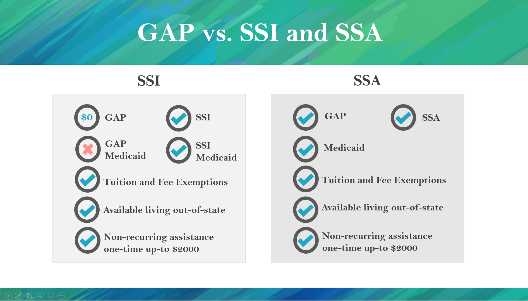 GAP vs. SSI and SSA
SSI
$0 GAP
SSI
GAP
Medicaid
SSI
Medicaid
Tuition and Fee Exemptions
Available living out-of-state
Non-recurring assistance
one-time up-to $2000
SSA
GAP
SSA
Medicaid
Tuition and Fee Exemptions
Available living out-of-state
Non-recurring assistance
one-time up-to $2000